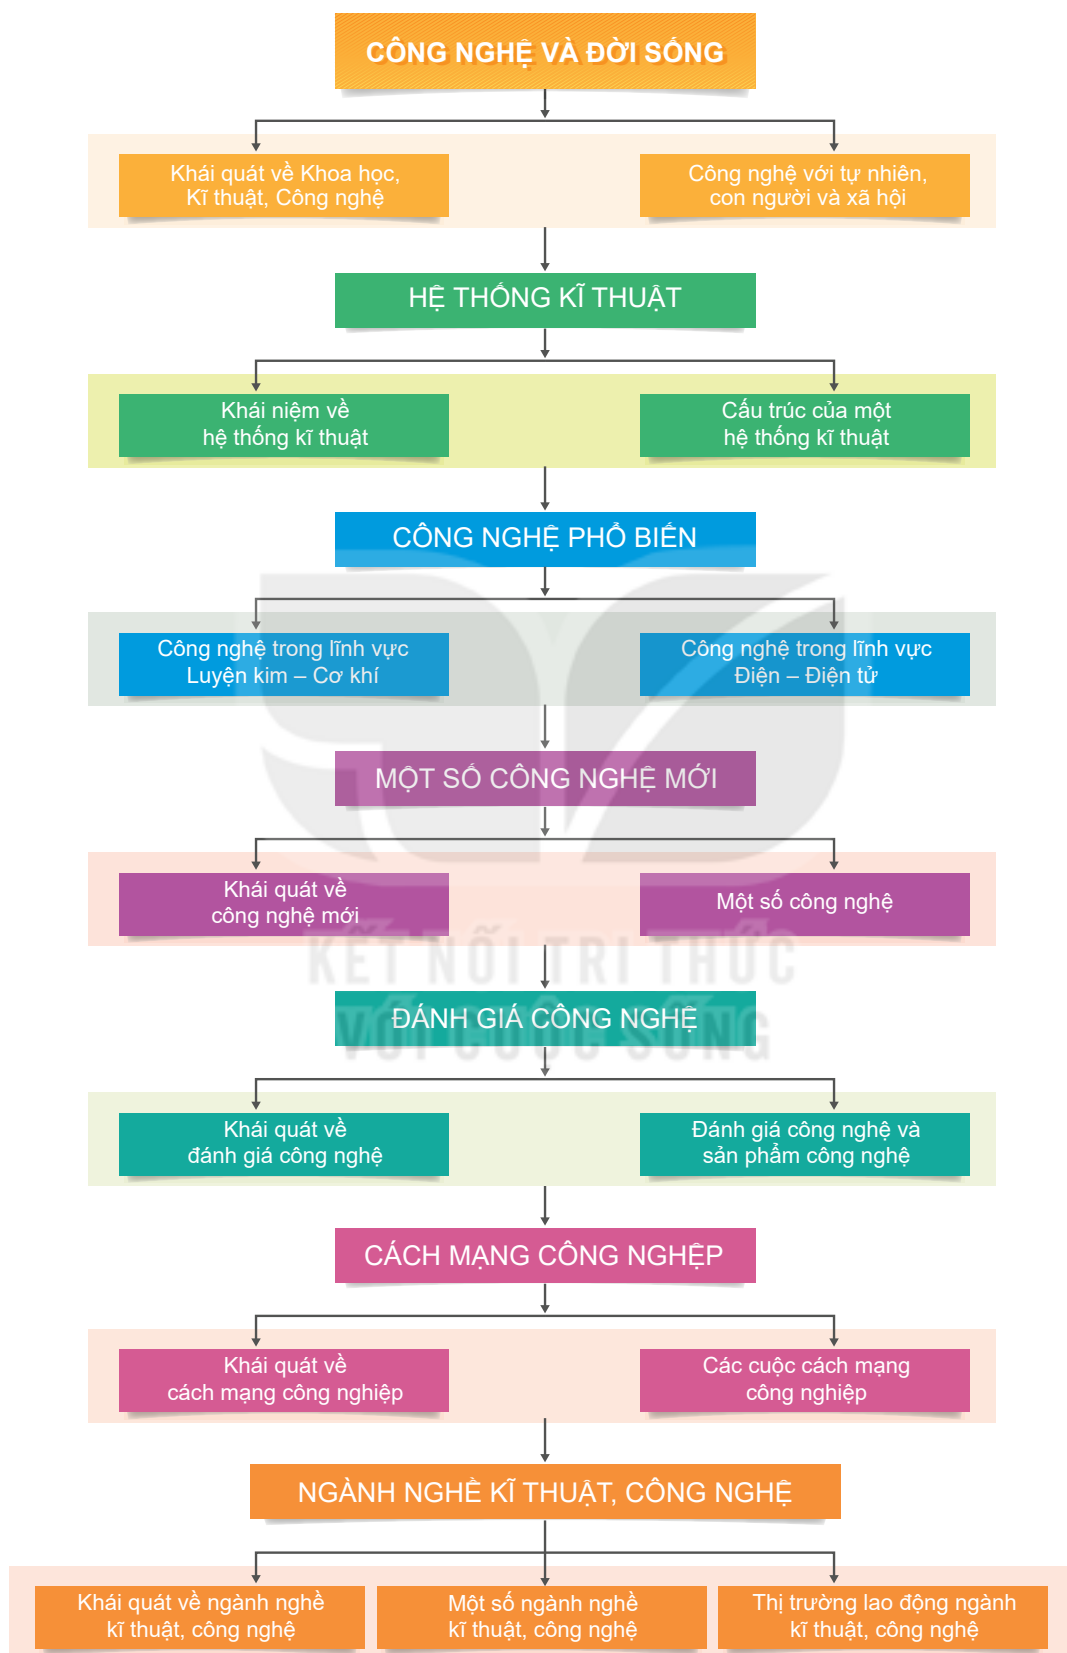 CÔNG NGHỆ VÀ ĐỜI SỐNG
Khái quát về Khoa học,
Kĩ thuật, Công nghệ
Công nghệ với tự nhiên,
con người và xã hội
HỆ THỐNG KĨ THUẬT
Khái niệm về
hệ thống kĩ thuật
Cấu trúc của một
hệ thống kĩ thuật
CÔNG NGHỆ PHỔ BIẾN
Công nghệ trong lĩnh vực
Luyện kim – Cơ khí
Công nghệ trong lĩnh vực
Điện – Điện tử
MỘT SỐ CÔNG NGHỆ MỚI
Khái quát về
công nghệ mới
Một số công nghệ
KẾT NỐI TRI THỨC
VỚI CUỘC SỐNG
ĐÁNH GIÁ CÔNG NGHỆ
Khái quát về
đánh giá công nghệ
Đánh giá công nghệ và
sản phẩm công nghệ
CÁCH MẠNG CÔNG NGHỆP
Khái quát về
cách mạng công nghiệp
Các cuộc cách mạng
công nghiệp
NGÀNH NGHỀ KĨ THUẬT, CÔNG NGHỆ
Khái quát về ngành nghề
kĩ thuật, công nghệ
Một số ngành nghề
kĩ thuật, công nghệ
Thị trường lao động ngành
kĩ thuật, công nghệ